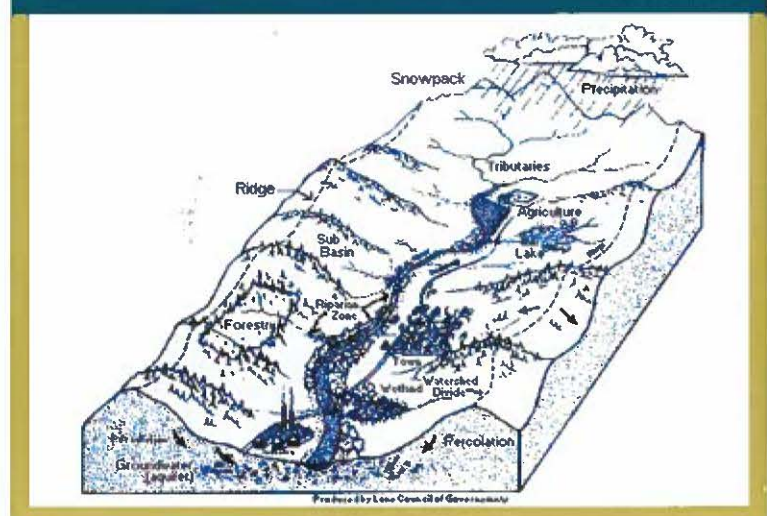 Snowpack
Precipitation
Tributaries
Ridge
Agriculture
Sub
Basin
Lake
Riparian
Zone
Forestry
Town
Wetland
Watershed
Divide
Percolation
Groundwater
(aquifer)
Produced by Lane Council of Governments